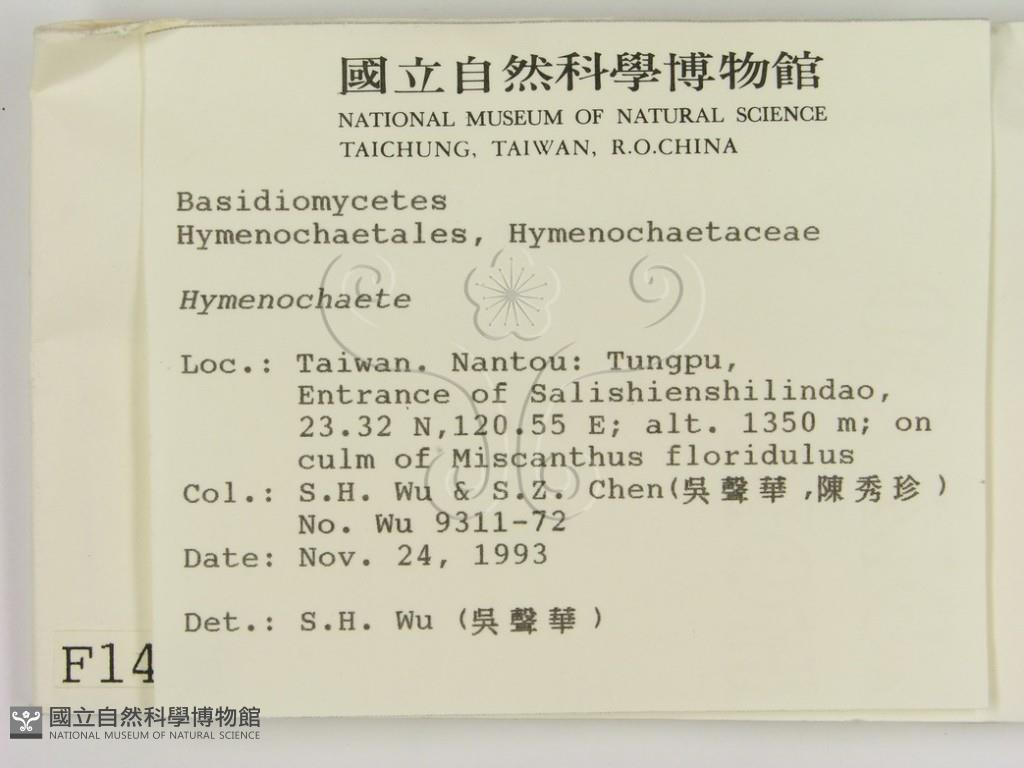 國立自然科學博物館
NATIONAL MUSEUM OF NATURAL SCIENCE
TAICHUNG, TAIWAN, R.O.CHINA
Basidiomycetes
Hymenochaetales, Hymenochaetaceae
Hymenochaete
Loc.: Taiwan. Nantou: Tungpu,
Entrance of Salishienshilindao,
23.32 N,120.55 E; alt. 1350 m; on
culm of Miscanthus floridulus
Col.: S.H. Wu & S.Z. Chen(吳聲華,陳秀珍)
No. Wu 9311-72
Date: Nov. 24, 1993
Det.: S.H. Wu (吳聲華)
F14
國立自然科學博物館
NATIONAL MUSEUM OF NATURAL SCIENCE